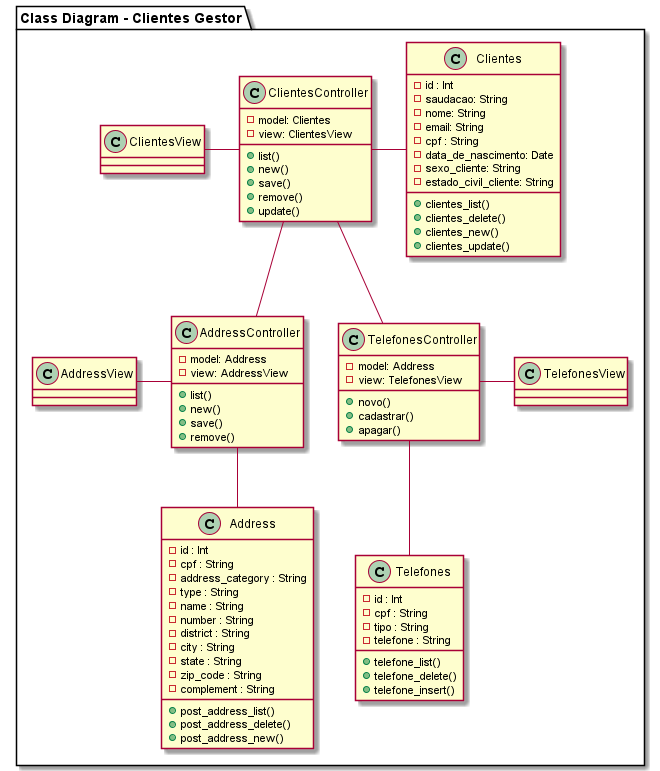 Class Diagram - Clientes Gestor
C Clientes
id : Int
saudacao: String
nome: String
email: String
cpf : String
data_de_nascimento: Date
sexo_cliente: String
estado_civil_cliente: String
clientes_list()
clientes_delete()
clientes_new()
clientes_update()
C ClientesController
model: Clientes
view: ClientesView
list()
new()
save()
remove()
update()
C ClientesView
C AddressController
model: Address
view: AddressView
list()
new()
save()
remove()
C TelefonesController
model: Address
view: TelefonesView
novo()
cadastrar()
apagar()
C AddressView
C TelefonesView
C Address
id : Int
cpf : String
address_category : String
type : String
name : String
number : String
district : String
city : String
state : String
zip_code : String
complement : String
post_address_list()
post_address_delete()
post_address_new()
C Telefones
id : Int
cpf : String
tipo : String
telefone : String
telefone_list()
telefone_delete()
telefone_insert()